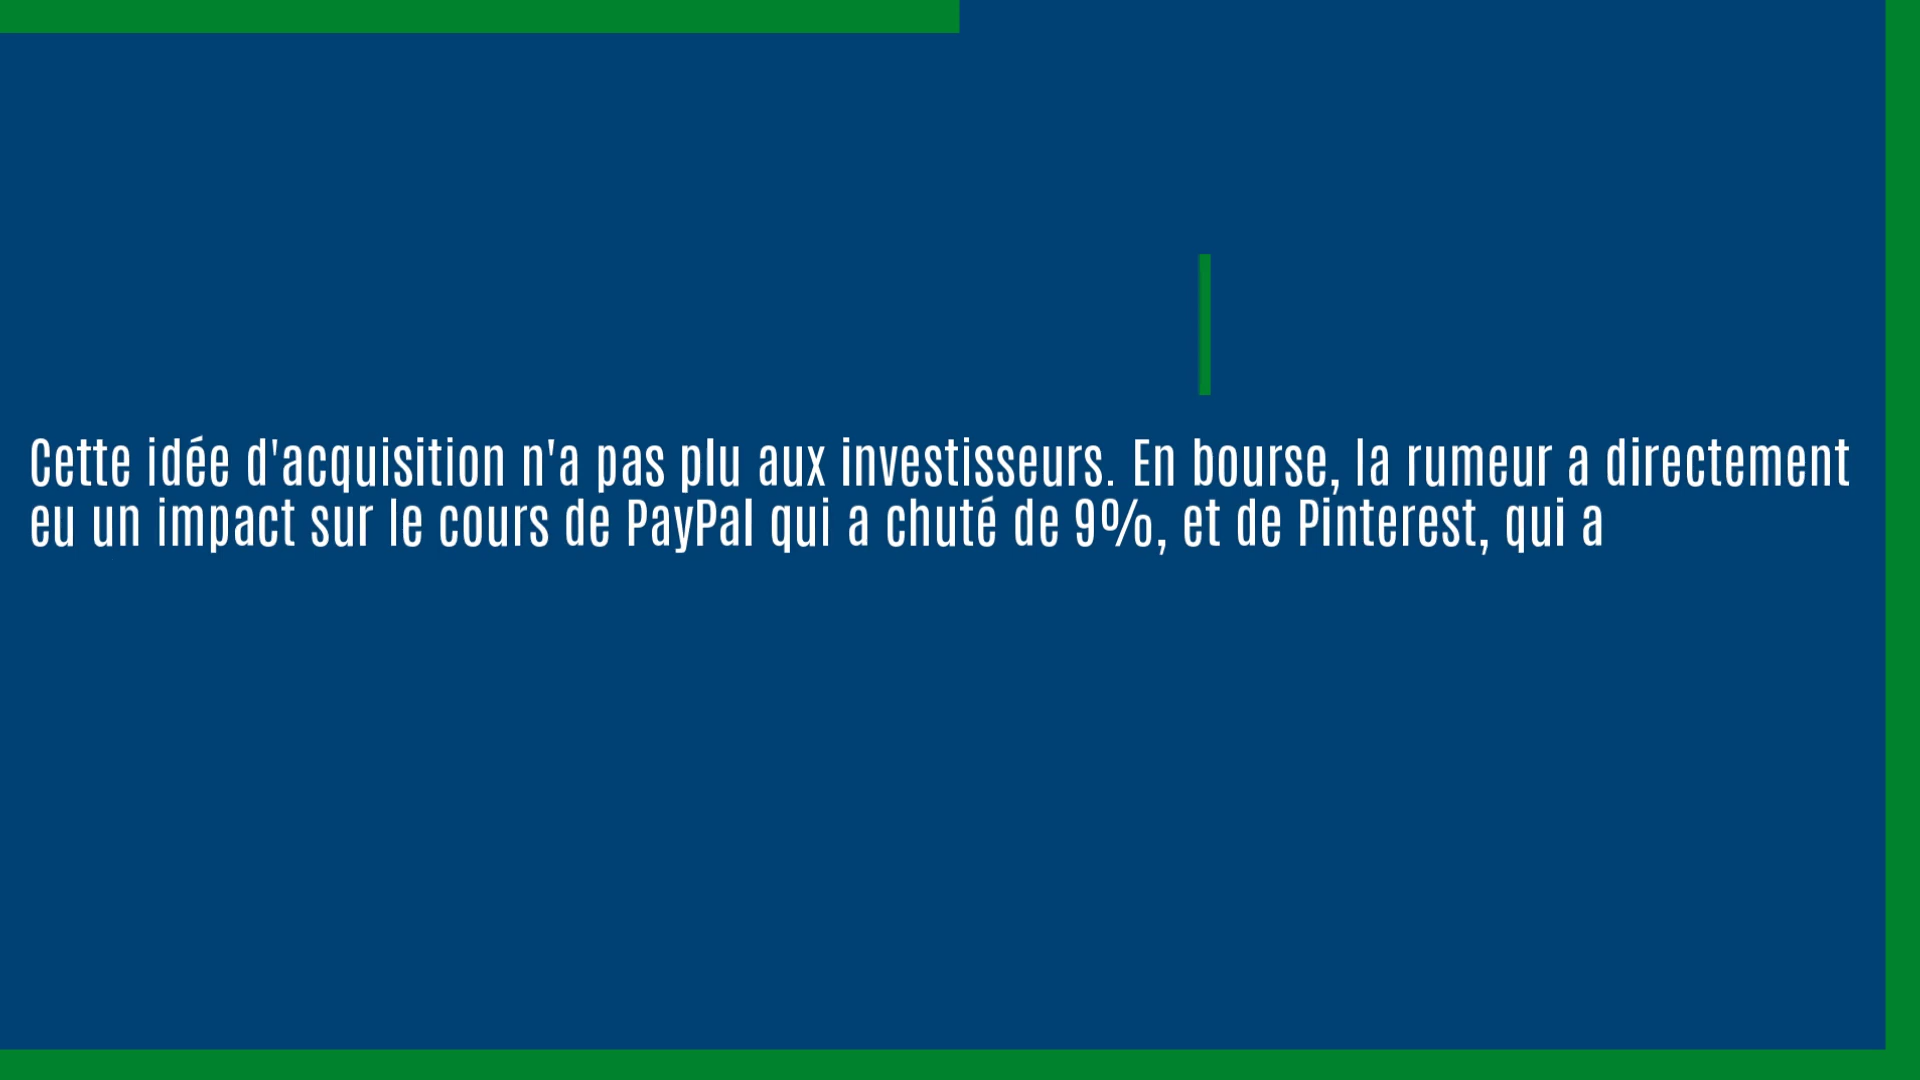 Cette idée d'acquisition n'a pas plu aux investisseurs. En bourse, la rumeur a directement
eu un impact sur le cours de PayPal qui a chuté de 9%, et de Pinterest, qui a